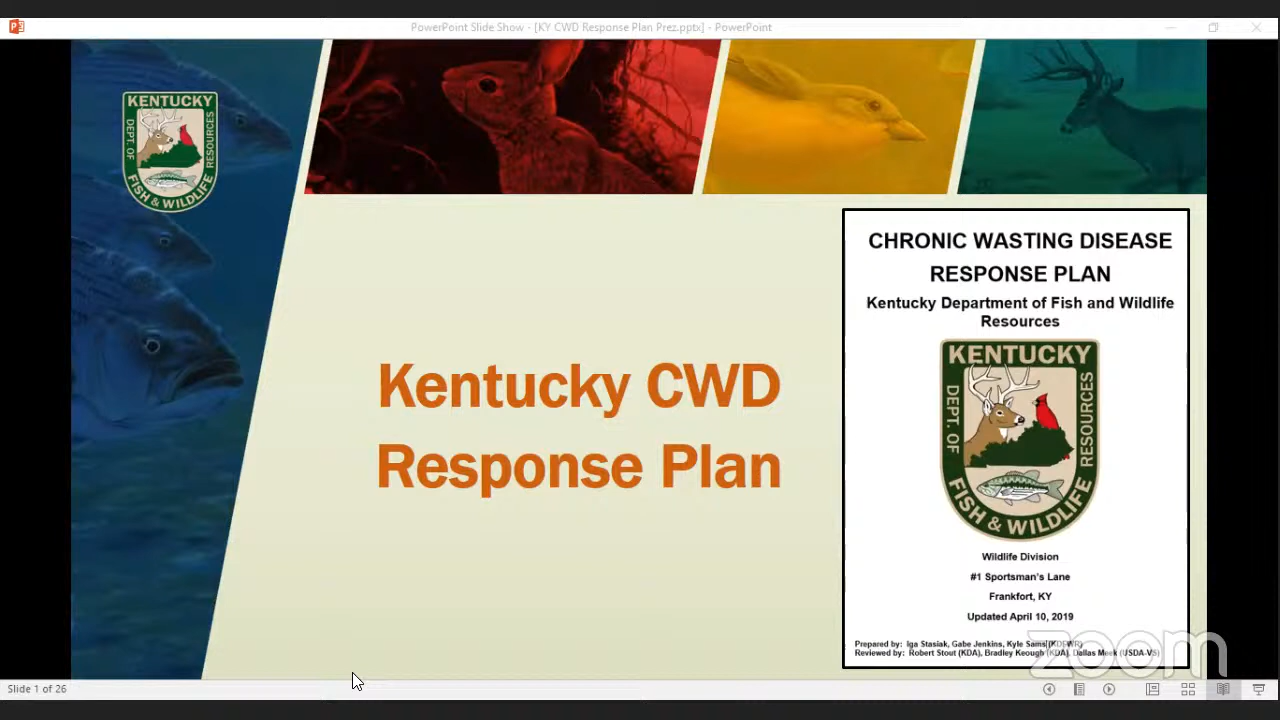 PowerPoint Slide Show - [KY CWD Response Plan Prez.pptx] - PowerPoint
KENTUCKY
DEPT. OF
RESOURCES
FISH & WILDLIFE
Kentucky CWD
Response Plan
CHRONIC WASTING DISEASE
RESPONSE PLAN
Kentucky Department of Fish and Wildlife
Resources
KENTUCKY
DEPT. OF
RESOURCES
FISH & WILDLIFE
Wildlife Division
#1 Sportsman's Lane
Frankfort, KY
Updated April 10, 2019
Prepared by: Iga Stasiak, Gabe Jenkins, Kyle Sams (KDFWR)
Reviewed by: Robert Stout (KDA), Bradley Keough (KDA), Dallas Meek (USDA-VS)
zoom
Slide 1 of 26